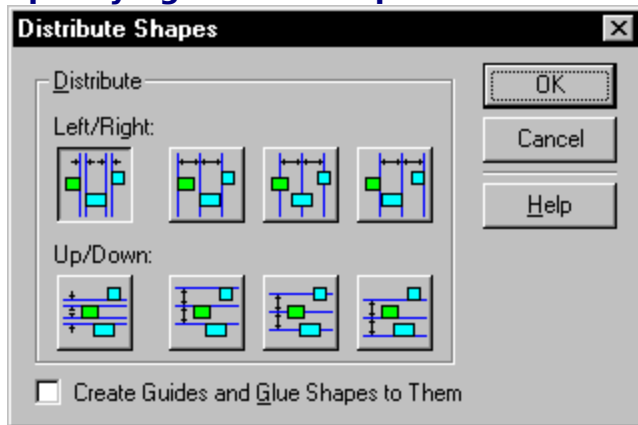 Distribute Shapes
Distribute
OK
Left/Right:
Cancel
Help
Up/Down:
Create Guides and Glue Shapes to Them